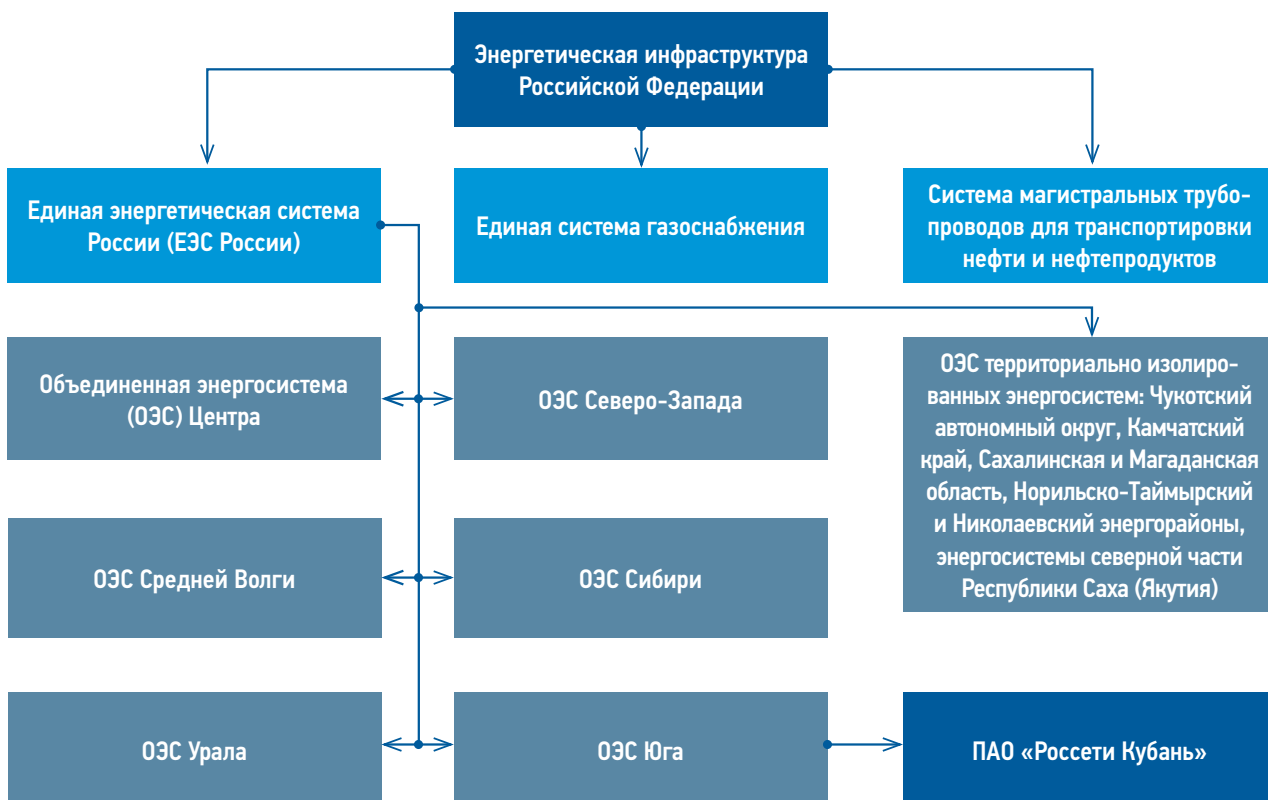 Энергетическая инфраструктура
Российской Федерации
Единая энергетическая система
России (ЕЭС России)
Единая система газоснабжения
Система магистральных трубо-
проводов для транспортировки
нефти и нефтепродуктов
Объединенная энергосистема
(ОЭС) Центра
ОЭС Северо-Запада
ОЭС территориально изолиро-
ванных энергосистем: Чукотский
автономный округ, Камчатский
край, Сахалинская и Магаданская
область, Норильско-Таймырский
и Николаевский энергорайоны,
энергосистемы северной части
Республики Саха (Якутия)
ОЭС Средней Волги
ОЭС Сибири
ОЭС Урала
ОЭС Юга
ПАО «Россети Кубань»